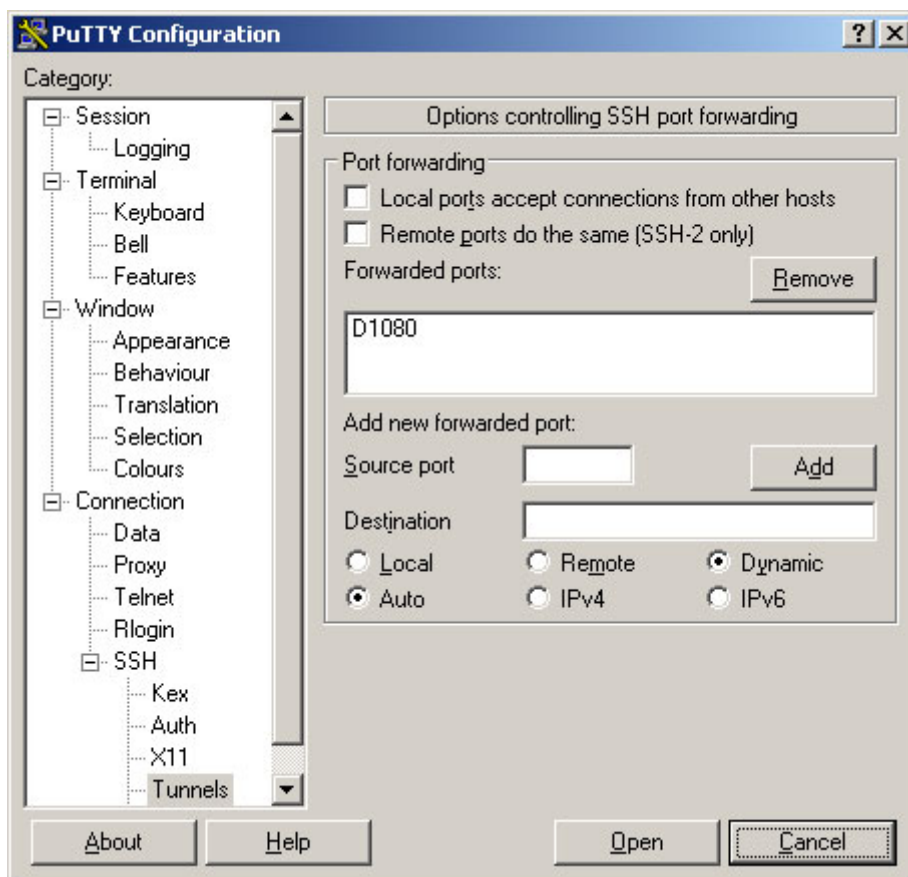 PuTTY Configuration
?
Category:
Session
Logging
Terminal
Keyboard
Bell
Features
Window
Appearance
Behaviour
Translation
Selection
Colours
Connection
Data
Proxy
Telnet
Rlogin
SSH
Kex
Auth
X11
Tunnels
Options controlling SSH port forwarding
Port forwarding
Local ports accept connections from other hosts
Remote ports do the same (SSH-2 only)
Forwarded ports:
Remove
D1080
Add new forwarded port:
Source port
Add
Destination
Local Remote Dynamic
Auto IPv4 IPv6
About Help Open Cancel